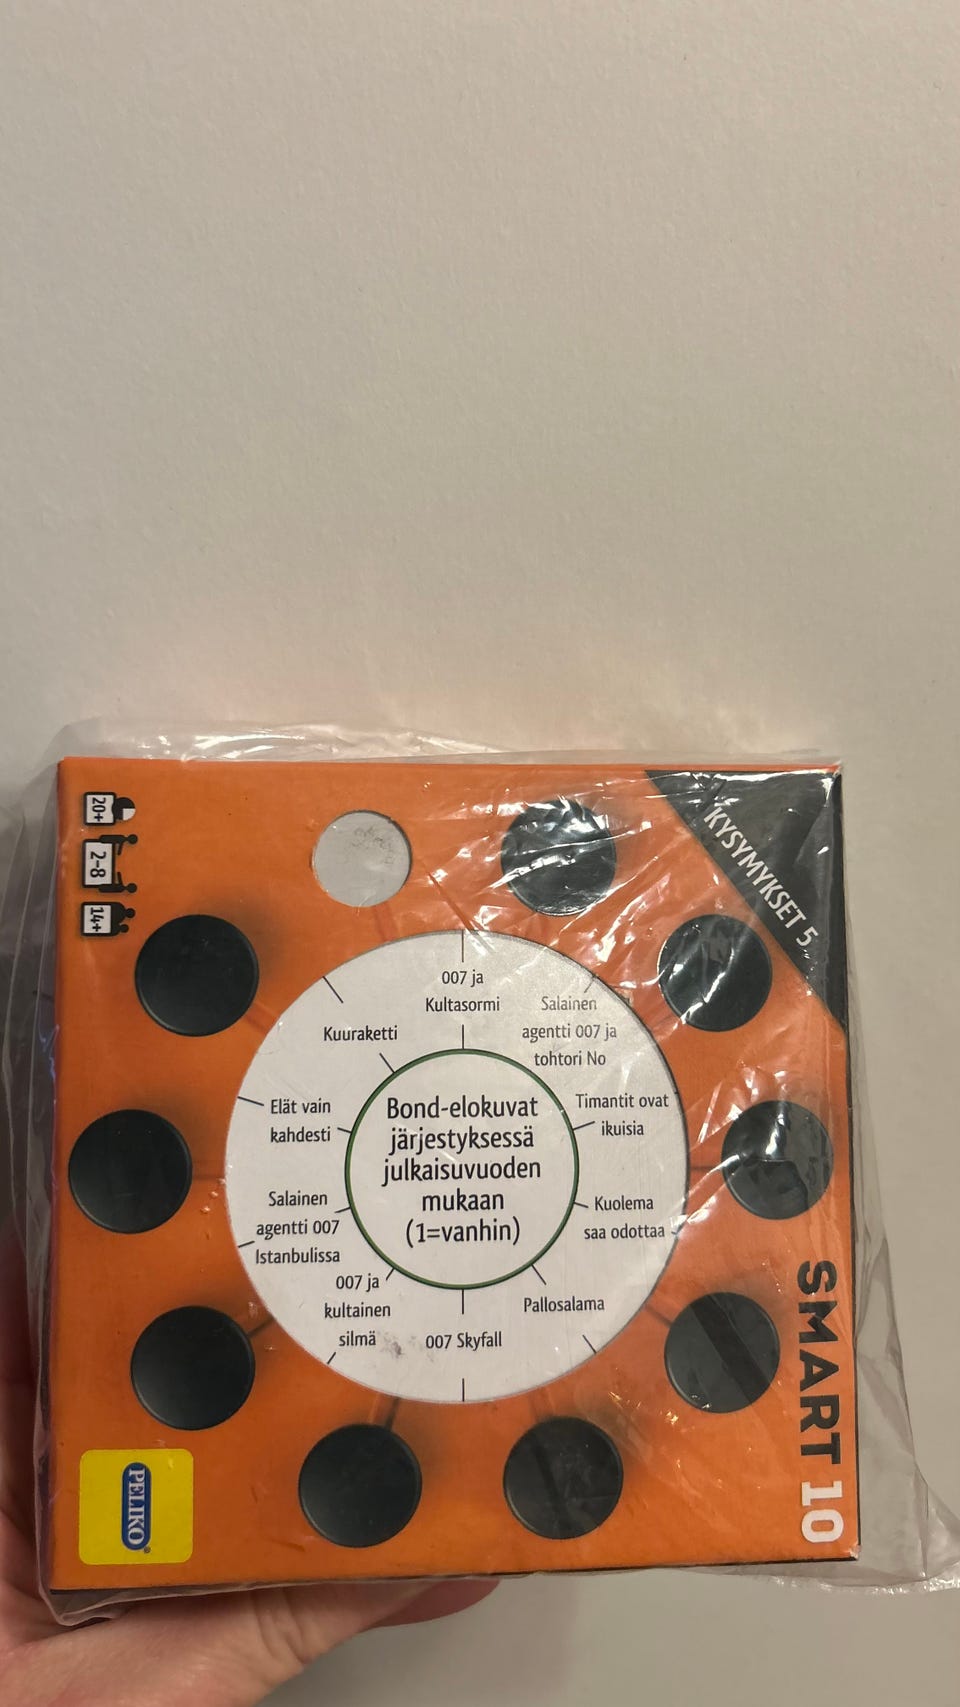 20+
2-8
14+
KYSYMYKSET 5
007 ja
Kultasormi
Salainen
agentti 007 ja
tohtori No
Timantit ovat
ikuisia
Kuolema
saa odottaa
Pallosalama
007 Skyfall
007 ja
kultainen
silmä
Salainen
agentti 007
Istanbulissa
Elät vain
kahdesti
Kuuraketti
Bond-elokuvat
järjestyksessä
julkaisuvuoden
mukaan
(1=vanhin)
SMART 10
PELIKO